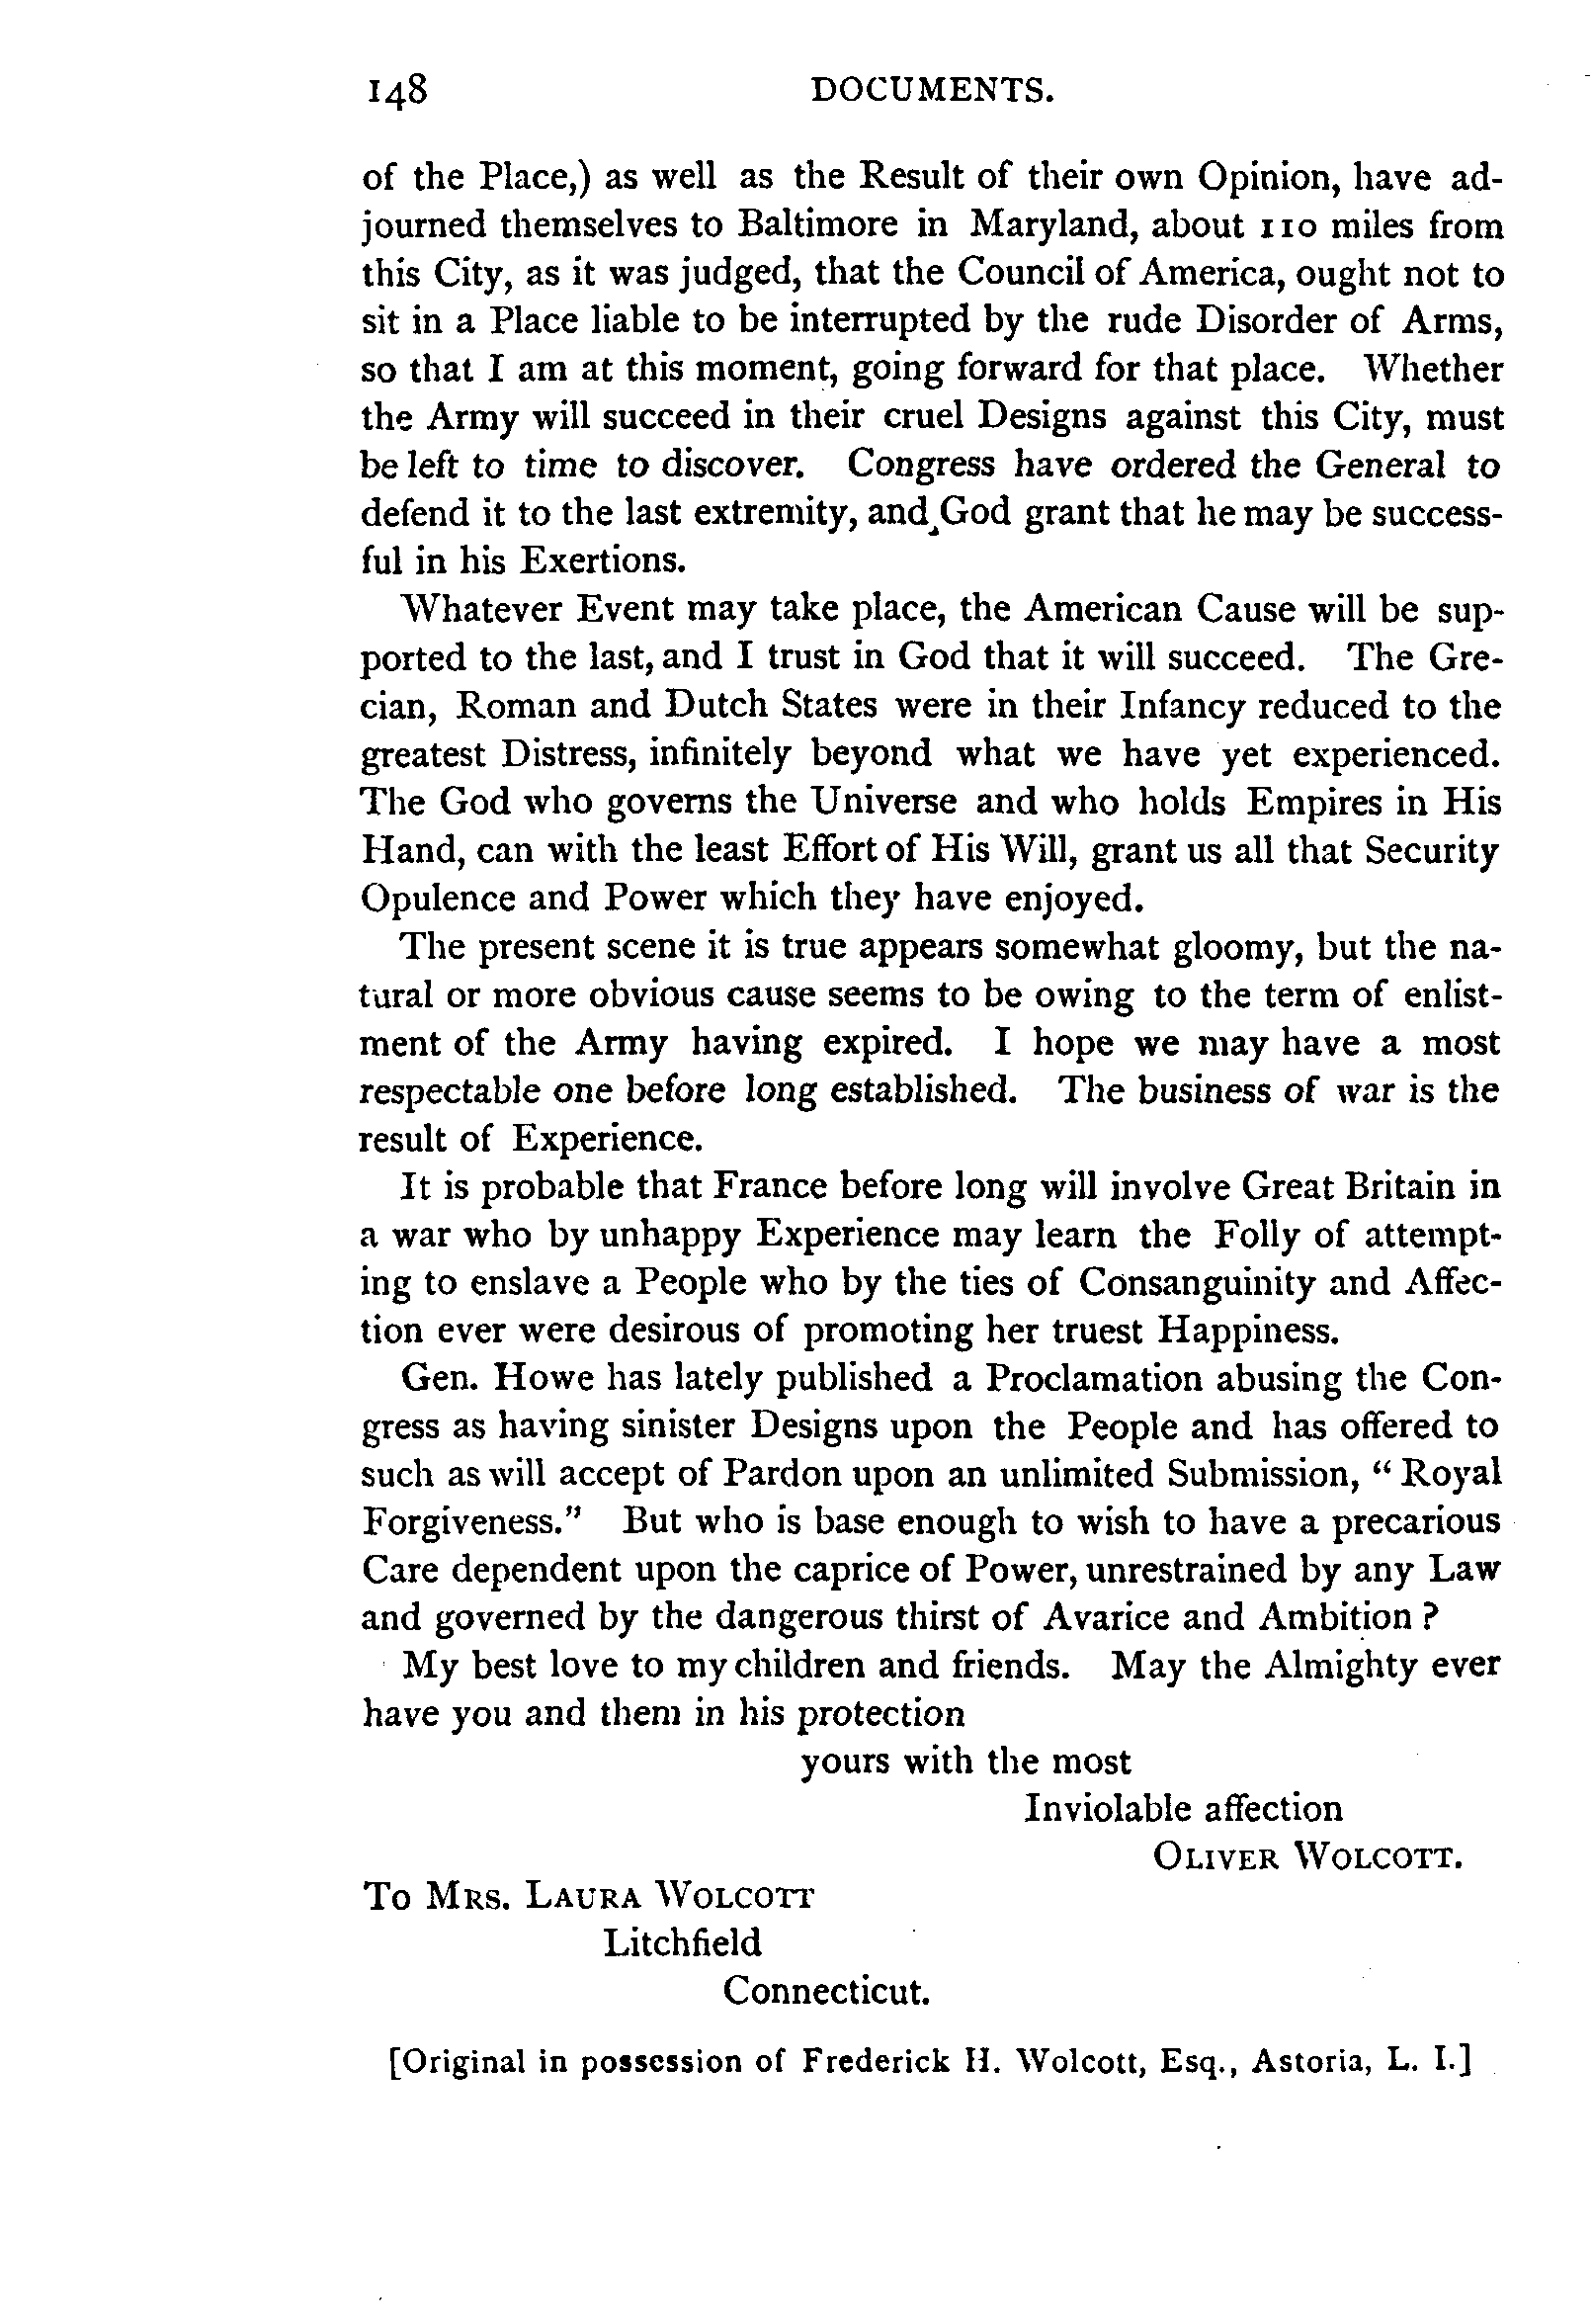 148 DOCUMENTS.
of the Place,) as well as the Result of their own Opinion, have ad-
journed themselves to Baltimore in Maryland, about 110 miles from
this City, as it was judged, that the Council of America, ought not to
sit in a Place liable to be interrupted by the rude Disorder of Arms,
so that I am at this moment, going forward for that place. Whether
the Army will succeed in their cruel Designs against this City, must
be left to time to discover. Congress have ordered the General to
defend it to the last extremity, and God grant that he may be success-
ful in his Exertions.
Whatever Event may take place, the American Cause will be sup-
ported to the last, and I trust in God that it will succeed. The Gre-
cian, Roman and Dutch States were in their Infancy reduced to the
greatest Distress, infinitely beyond what we have yet experienced.
The God who governs the Universe and who holds Empires in His
Hand, can with the least Effort of His Will, grant us all that Security
Opulence and Power which they have enjoyed.
The present scene it is true appears somewhat gloomy, but the na-
tural or more obvious cause seems to be owing to the term of enlist-
ment of the Army having expired. I hope we may have a most
respectable one before long established. The business of war is the
result of Experience.
It is probable that France before long will involve Great Britain in
a war who by unhappy Experience may learn the Folly of attempt-
ing to enslave a People who by the ties of Consanguinity and Affec-
tion ever were desirous of promoting her truest Happiness.
Gen. Howe has lately published a Proclamation abusing the Con-
gress as having sinister Designs upon the People and has offered to
such as will accept of Pardon upon an unlimited Submission, " Royal
Forgiveness." But who is base enough to wish to have a precarious
Care dependent upon the caprice of Power, unrestrained by any Law
and governed by the dangerous thirst of Avarice and Ambition ?
My best love to my children and friends. May the Almighty ever
have you and them in his protection
yours with the most
Inviolable affection
OLIVER WOLCOTT.
TO MRS. LAURA WOLCOTT
Litchfield
Connecticut.
[Original in possession of Frederick H. Wolcott, Esq., Astoria, L. I.]